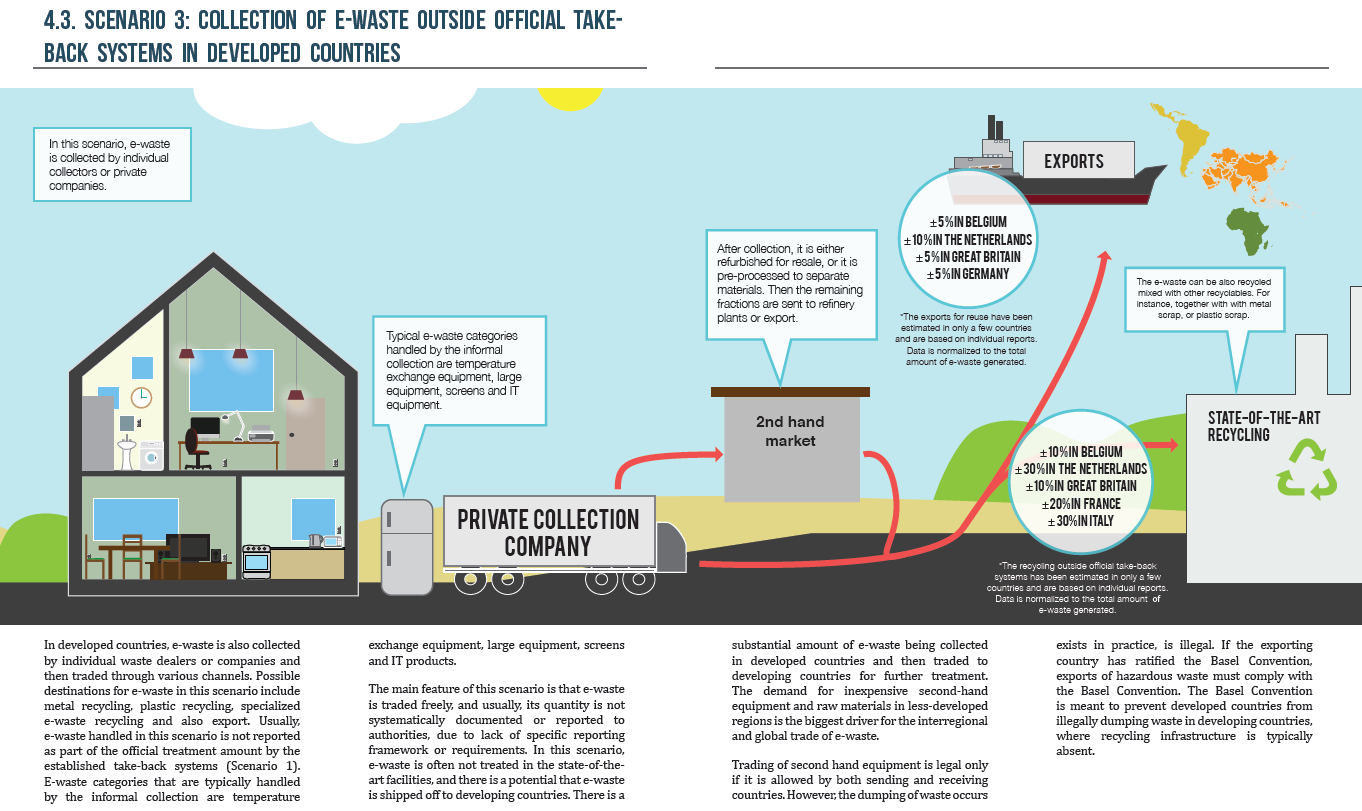 4.3. SCENARIO 3: COLLECTION OF E-WASTE OUTSIDE OFFICIAL TAKE-
BACK SYSTEMS IN DEVELOPED COUNTRIES
In this scenario, e-waste
is collected by individual
collectors or private
companies.
Typical e-waste categories
handled by the informal
collection are temperature
exchange equipment, large
equipment, screens and IT
equipment.
PRIVATE COLLECTION
COMPANY
After collection, it is either
refurbished for resale, or it is
pre-processed to separate
materials. Then the remaining
fractions are sent to refinery
plants or export.
2nd hand
market
EXPORTS
±5%IN BELGIUM
±10%IN THE NETHERLANDS
±5%IN GREAT BRITAIN
±5%IN GERMANY
*The exports for reuse have been
estimated in only a few countries
and are based on individual reports.
Data is normalized to the total
amount of e-waste generated.
The e-waste can be also recycled
mixed with other recyclables. For
instance, together with with metal
scrap, or plastic scrap.
STATE-OF-THE-ART
RECYCLING
±10%IN BELGIUM
±30%IN THE NETHERLANDS
±10%IN GREAT BRITAIN
±20%IN FRANCE
±30%IN ITALY
*The recycling outside official take-back
systems has been estimated in only a few
countries and are based on individual reports.
Data is normalized to the total amount of
e-waste generated.
In developed countries, e-waste is also collected
by individual waste dealers or companies and
then traded through various channels. Possible
destinations for e-waste in this scenario include
metal recycling, plastic recycling, specialized
e-waste recycling and also export. Usually,
e-waste handled in this scenario is not reported
as part of the official treatment amount by the
established take-back systems (Scenario 1).
E-waste categories that are typically handled
by the informal collection are temperature
exchange equipment, large equipment, screens
and IT products.
The main feature of this scenario is that e-waste
is traded freely, and usually, its quantity is not
systematically documented or reported to
authorities, due to lack of specific reporting
framework or requirements. In this scenario,
e-waste is often not treated in the state-of-the-
art facilities, and there is a potential that e-waste
is shipped off to developing countries. There is a
substantial amount of e-waste being collected
in developed countries and then traded to
developing countries for further treatment.
The demand for inexpensive second-hand
equipment and raw materials in less-developed
regions is the biggest driver for the interregional
and global trade of e-waste.
Trading of second hand equipment is legal only
if it is allowed by both sending and receiving
countries. However, the dumping of waste occurs
exists in practice, is illegal. If the exporting
country has ratified the Basel Convention,
exports of hazardous waste must comply with
the Basel Convention. The Basel Convention
is meant to prevent developed countries from
illegally dumping waste in developing countries,
where recycling infrastructure is typically
absent.